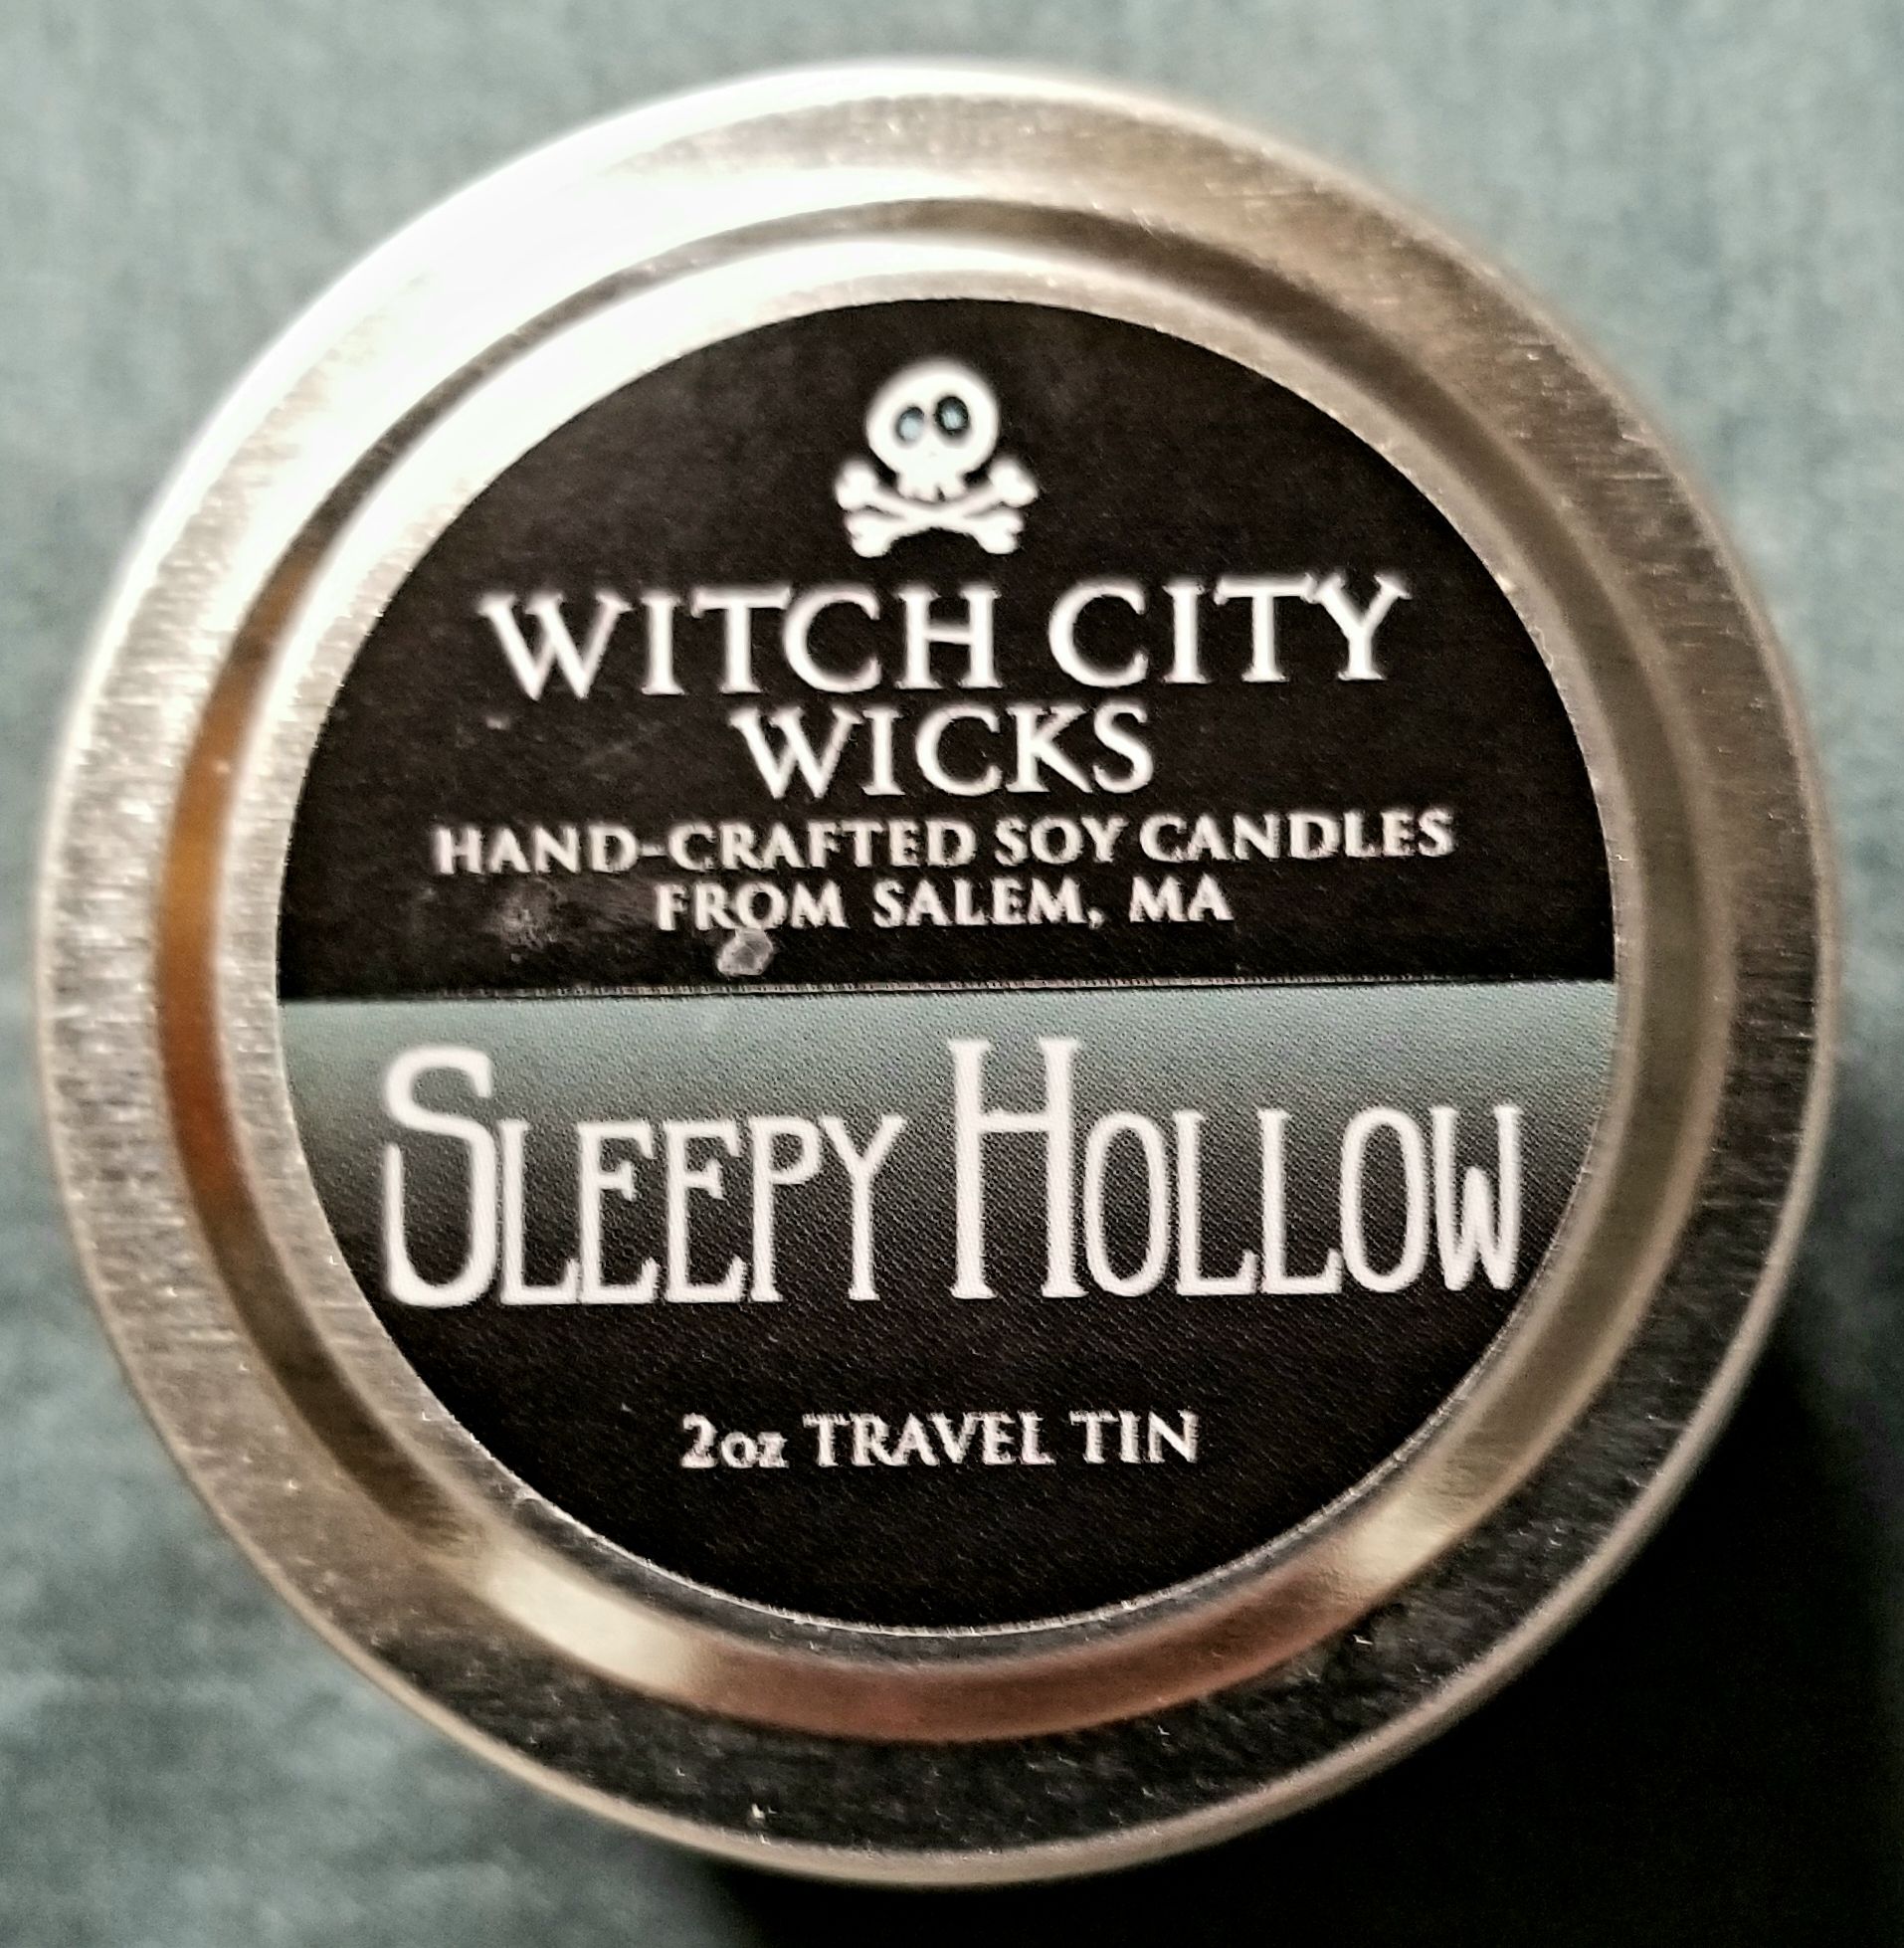 WITCH CITY
WICKS
HAND-CRAFTED SOY CANDLES
FROM SALEM, MA
SLEEPY HOLLOW
2oz TRAVEL TIN